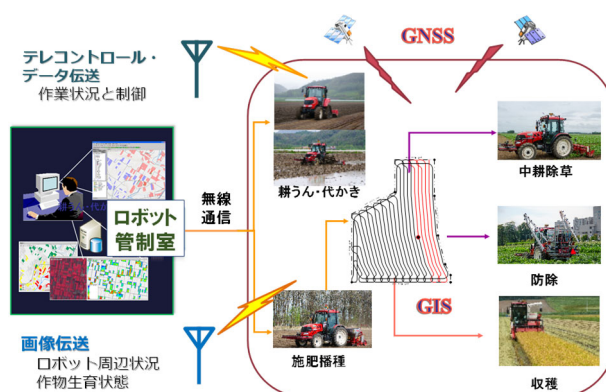 GNSS
テレコントロール・
データ伝送
作業状況と制御
耕うん・代かき
中耕除草
ロボット
管制室
無線
通信
防除
GIS
画像伝送
ロボット周辺状況
作物生育状態
施肥播種
収穫